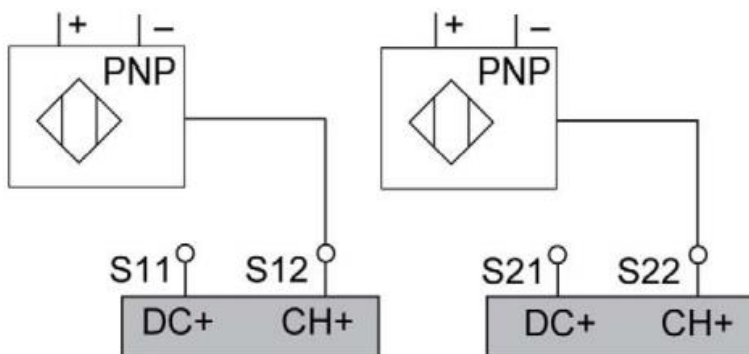 + − + −
PNP PNP
S11 S12 S21 S22
DC+ CH+ DC+ CH+